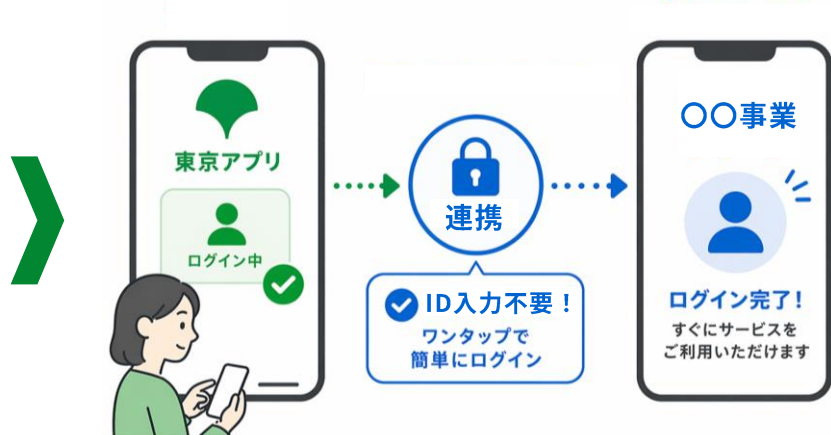 東京アプリ
ログイン中
連携
ID入力不要！
ワンタップで
簡単にログイン
〇〇事業
ログイン完了！
すぐにサービスを
ご利用いただけます